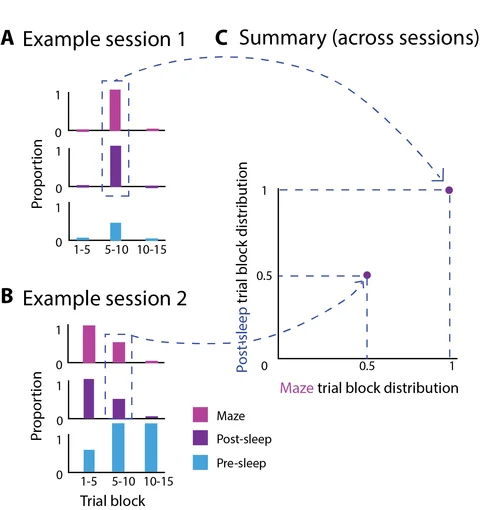 A Example session 1
1
0
1
0
1
0
Proportion
1-5 5-10 10-15
B Example session 2
1
0
1
0
1
0
Proportion
1-5 5-10 10-15
Trial block
Maze
Post-sleep
Pre-sleep
C Summary (across sessions)
Post-sleep trial block distribution
1
0.5
0
0.5 1
Maze trial block distribution